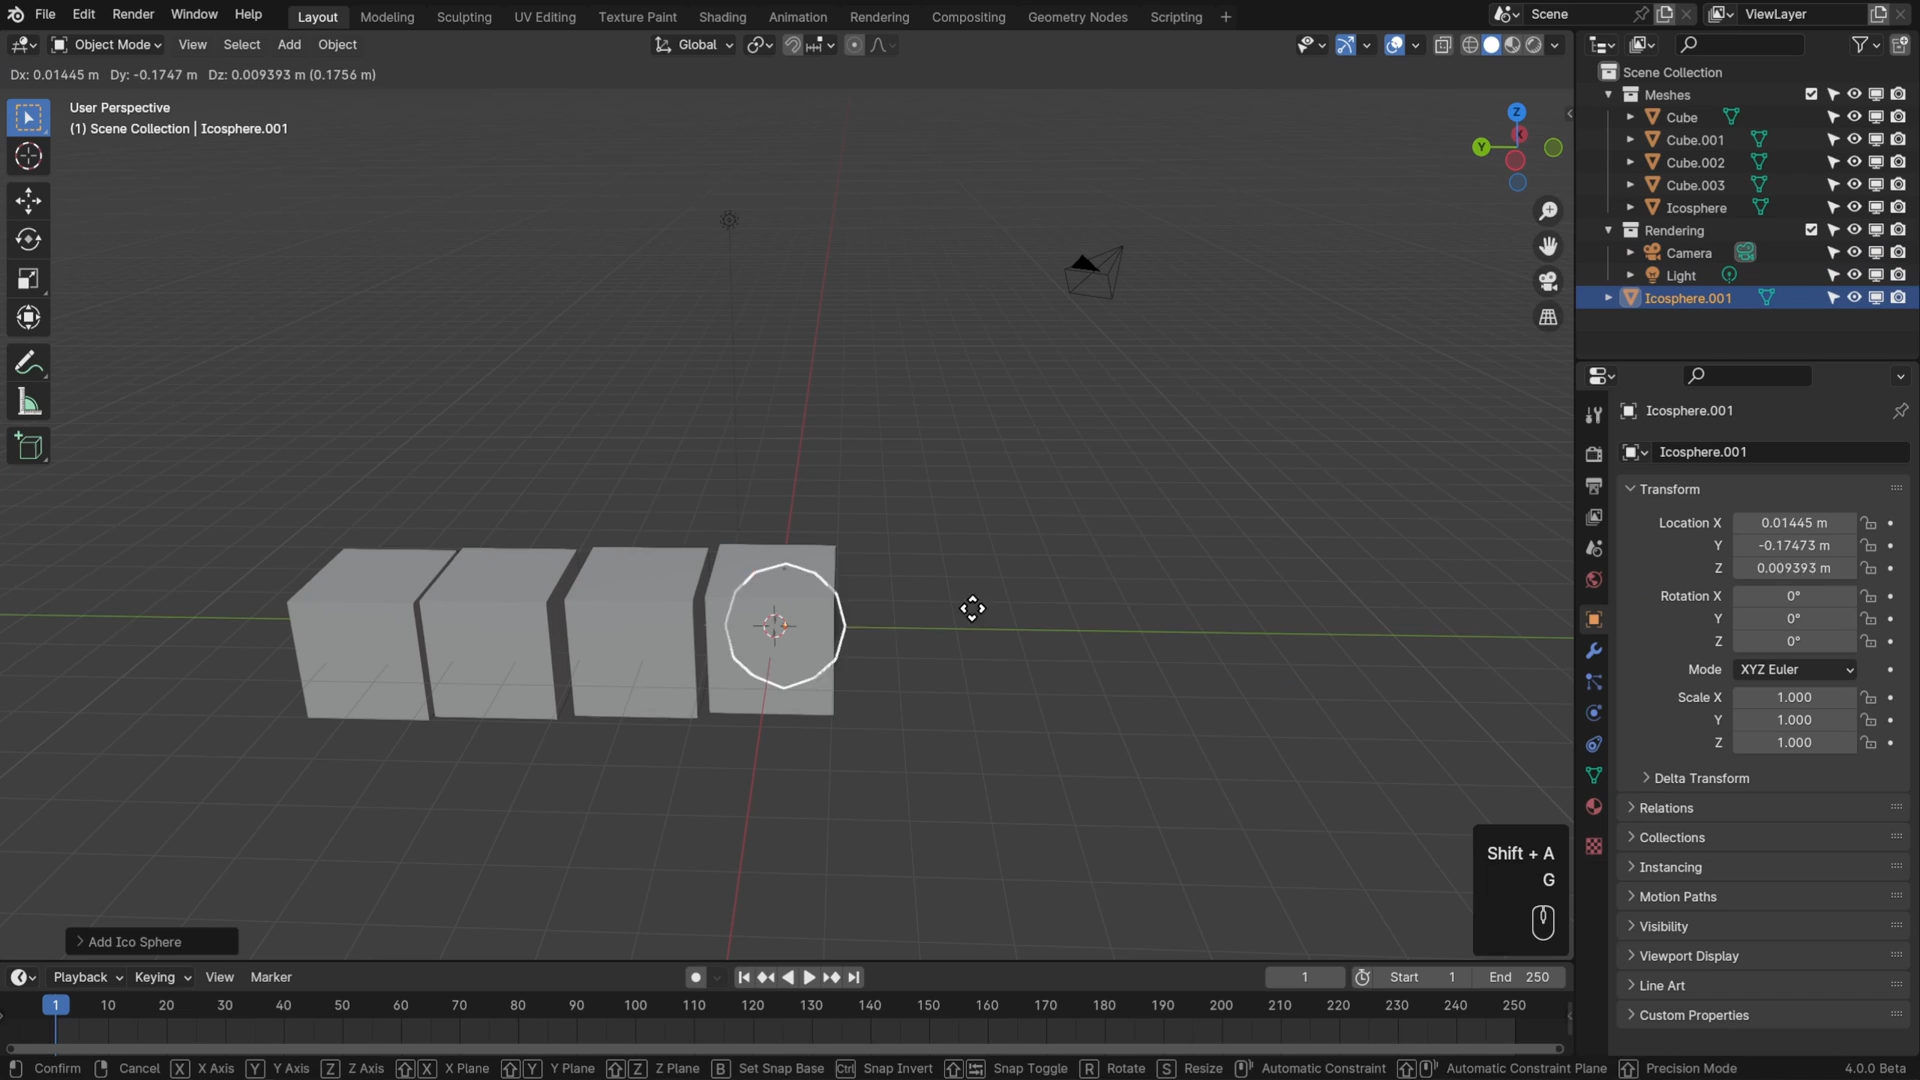 File Edit Render Window Help Layout Modeling Sculpting UV Editing Texture Paint Shading Animation Rendering Compositing Geometry Nodes Scripting + Scene ViewLayer
Object Mode View Select Add Object Global
Dx: 0.01445 m Dy: -0.1747 m Dz: 0.009393 m (0.1756 m)
User Perspective
(1) Scene Collection | Icosphere.001
Z
Y
X
Scene Collection
Meshes
Cube
Cube.001
Cube.002
Cube.003
Icosphere
Rendering
Camera
Light
Icosphere.001
Icosphere.001
Icosphere.001
Transform
Location X 0.01445 m
Y -0.17473 m
Z 0.009393 m
Rotation X 0°
Y 0°
Z 0°
Mode XYZ Euler
Scale X 1.000
Y 1.000
Z 1.000
Delta Transform
Relations
Collections
Instancing
Motion Paths
Visibility
Viewport Display
Line Art
Custom Properties
Shift + A
G
Add Ico Sphere
Playback Keying View Marker 1 Start 1 End 250
1 10 20 30 40 50 60 70 80 90 100 110 120 130 140 150 160 170 180 190 200 210 220 230 240 250
Confirm Cancel X X Axis Y Y Axis Z Z Axis X X Plane Y Y Plane Z Z Plane B Set Snap Base Ctrl Snap Invert Snap Toggle R Rotate S Resize Automatic Constraint Automatic Constraint Plane Precision Mode 4.0.0 Beta